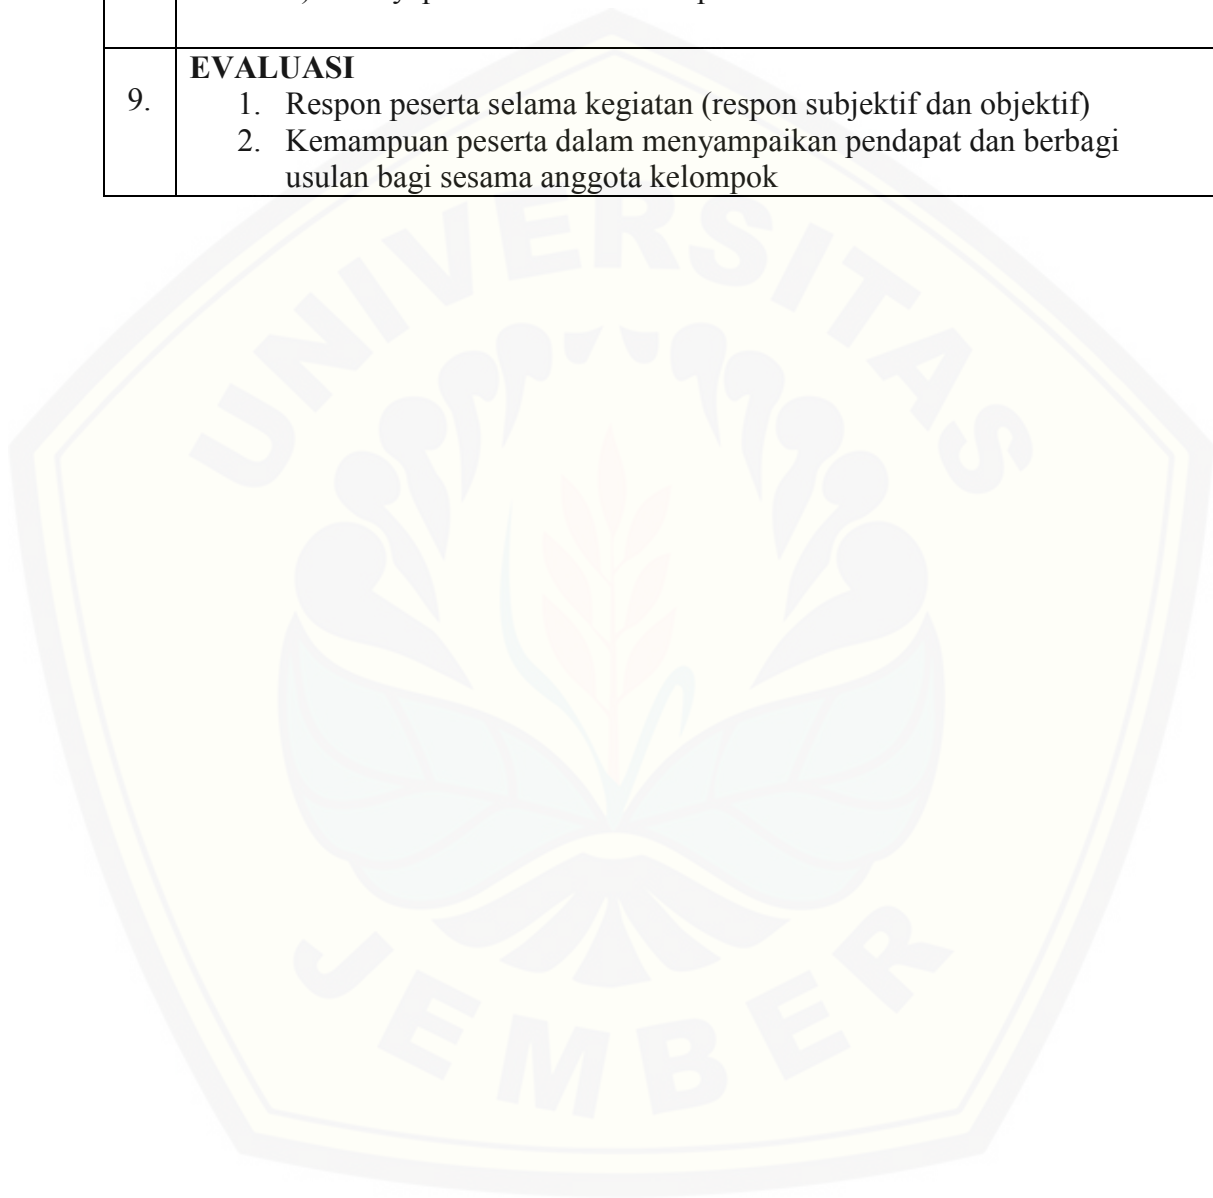 EVALUASI
9.
1. Respon peserta selama kegiatan (respon subjektif dan objektif)
2. Kemampuan peserta dalam menyampaikan pendapat dan berbagi
usulan bagi sesama anggota kelompok
UNIVERSITAS
JEMBER